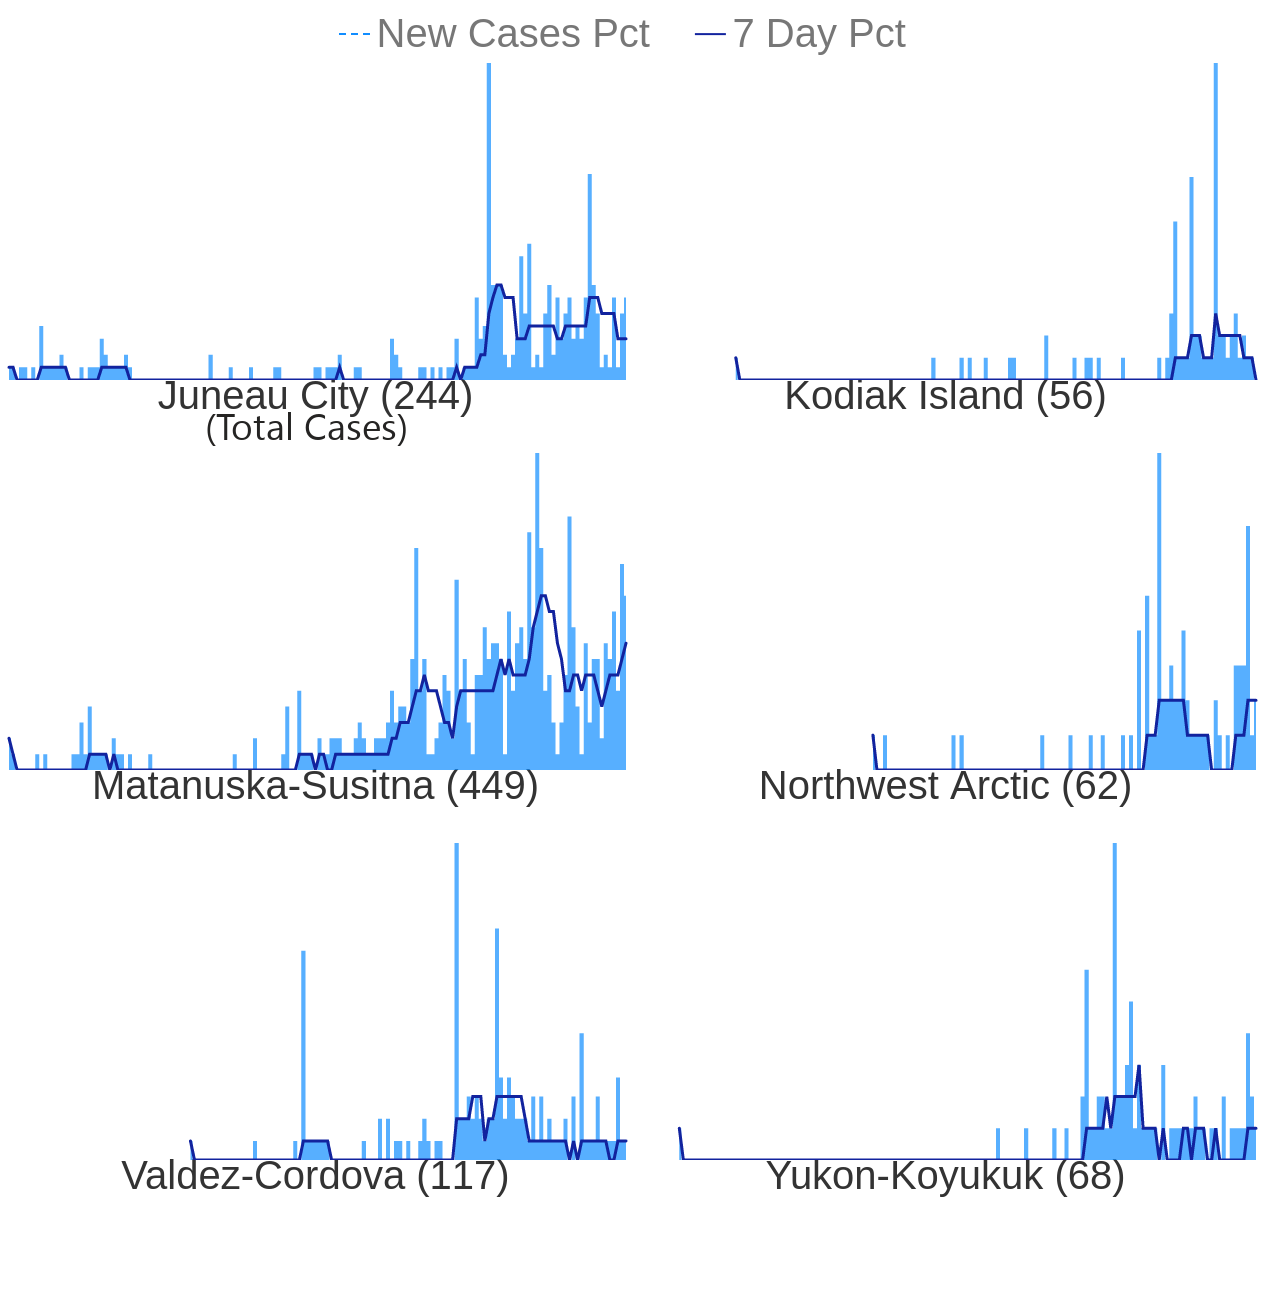 New Cases Pct 7 Day Pct
Juneau City (244) Kodiak Island (56)
(Total Cases)
Matanuska-Susitna (449) Northwest Arctic (62)
Valdez-Cordova (117) Yukon-Koyukuk (68)